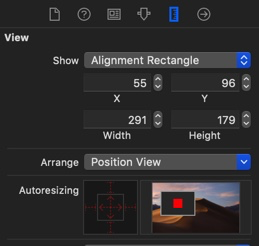 View
Show Alignment Rectangle
55 96
X Y
291 179
Width Height
Arrange Position View
Autoresizing